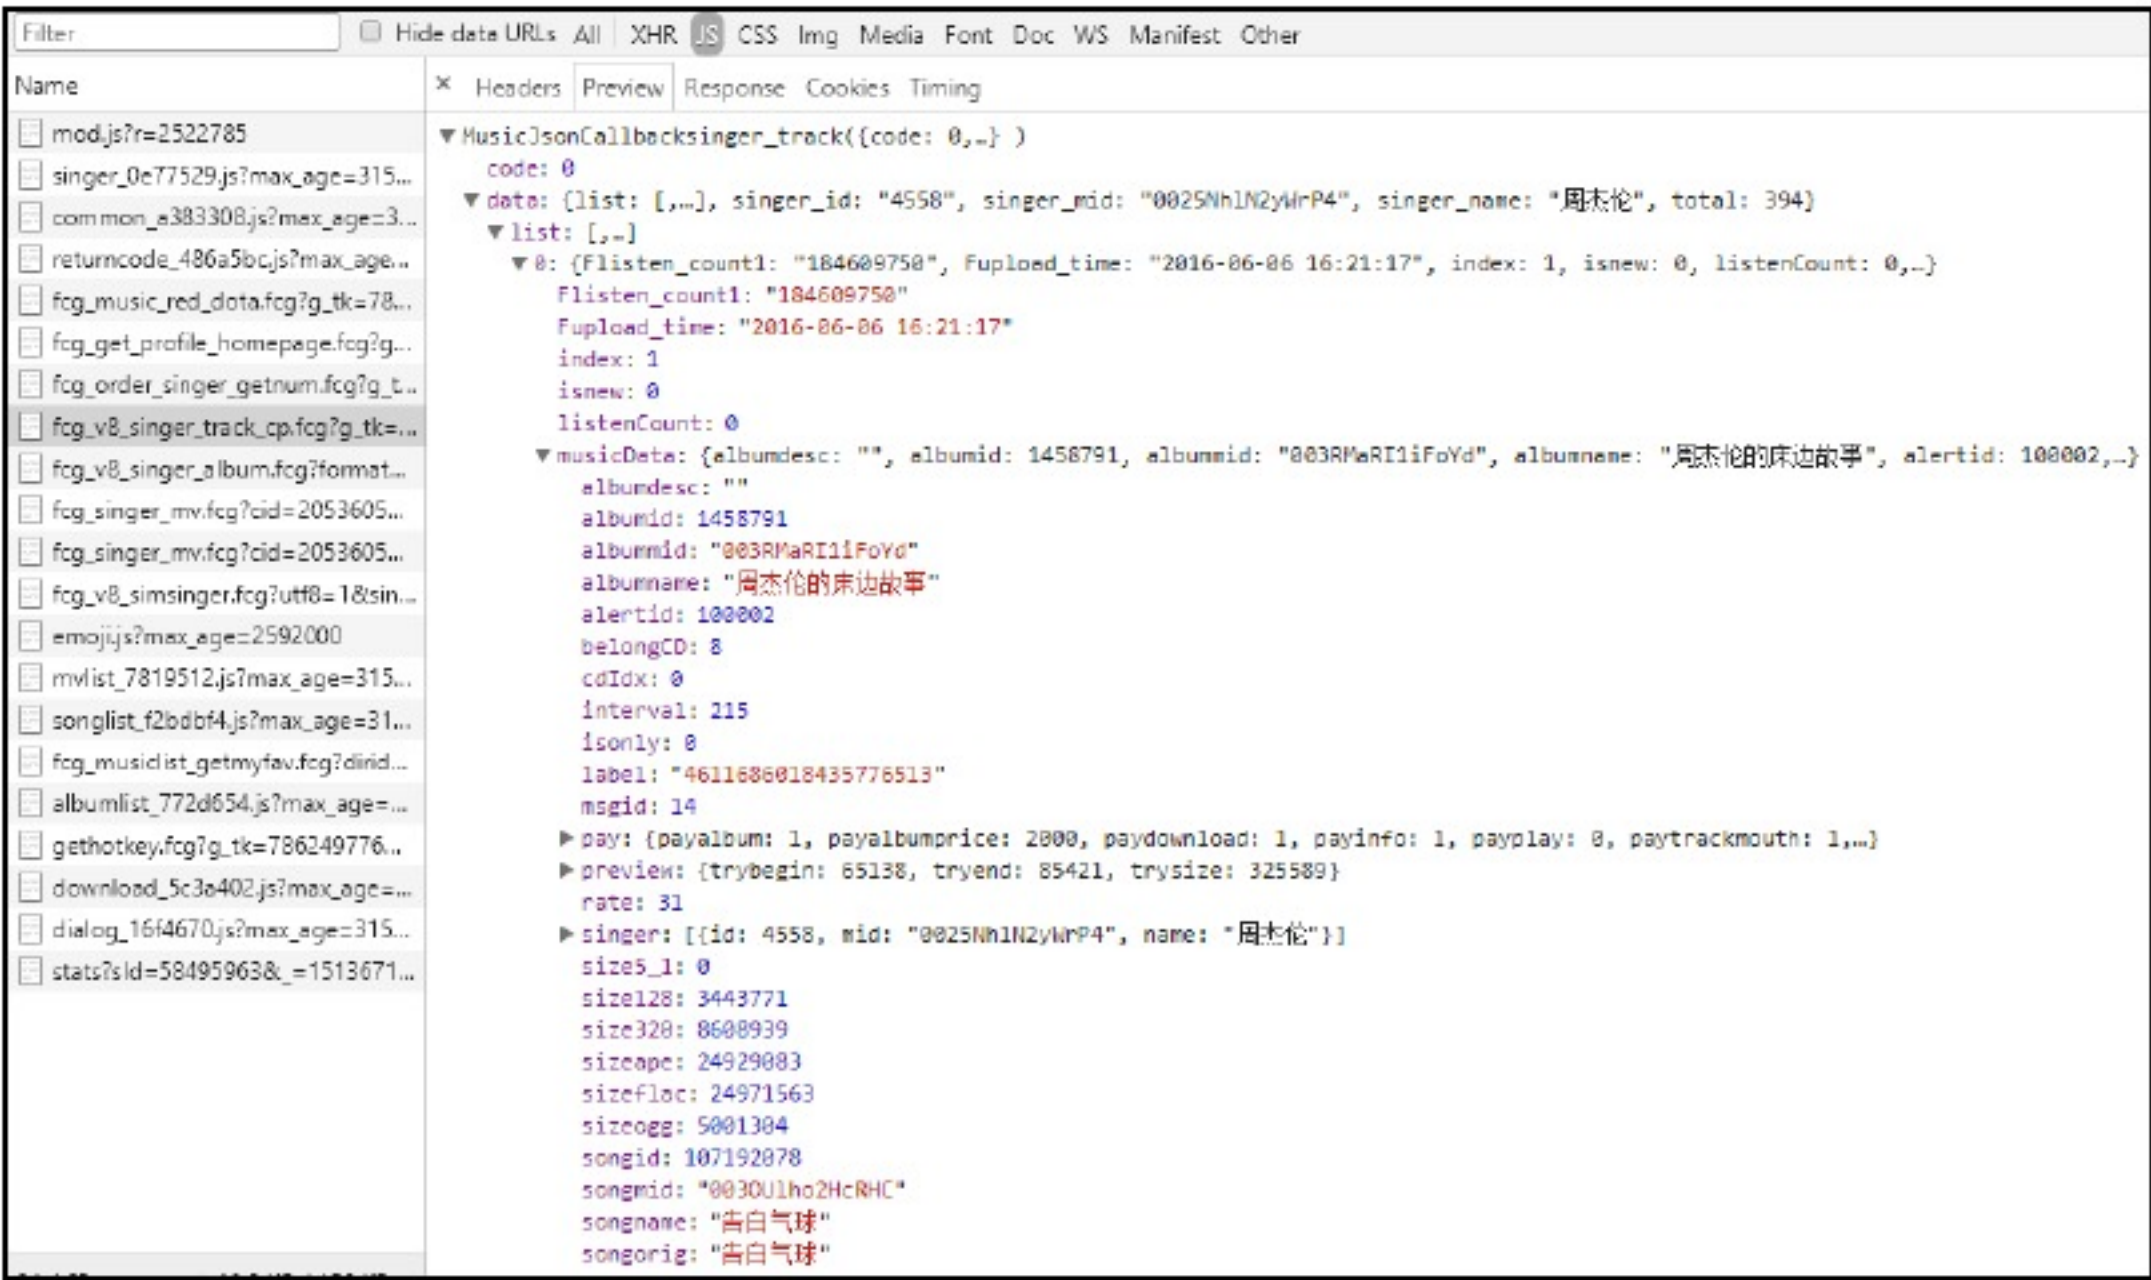 Filter Hide data URLs All XHR JS CSS Img Media Font Doc WS Manifest Other
Name
mod.js?r=2522785
singer_0e77529.js?max_age=315...
common_a383308.js?max_age=3...
returncode_486a5bc.js?max_age...
fcg_music_red_dota.fcg?g_tk=78...
fcg_get_profile_homepage.fcg?g...
fcg_order_singer_getnum.fcg?g_t...
fcg_v8_singer_track_cp.fcg?g_tk=...
fcg_v8_singer_album.fcg?format...
fcg_singer_mv.fcg?cid=2053605...
fcg_singer_mv.fcg?cid=2053605...
fcg_v8_simsinger.fcg?utf8=1&sin...
emoji.js?max_age=2592000
mvlist_7819512.js?max_age=315...
songlist_f2bdbf4.js?max_age=31...
fcg_musiclist_getmyfav.fcg?dirid...
albumlist_772d654.js?max_age=...
gethotkey.fcg?g_tk=786249776...
download_5c3a402.js?max_age=...
dialog_16f4670.js?max_age=315...
stats?sId=58495963&_=1513671...
× Headers Preview Response Cookies Timing
▼MusicJsonCallbacksinger_track({code: 0,…} )
code: 0
▼data: {list: [,…], singer_id: "4558", singer_mid: "0025NhlN2yWrP4", singer_name: "周杰伦", total: 394}
▼list: [,…]
▼0: {Flisten_count1: "184609750", Fupload_time: "2016-06-06 16:21:17", index: 1, isnew: 0, listenCount: 0,…}
Flisten_count1: "184609750"
Fupload_time: "2016-06-06 16:21:17"
index: 1
isnew: 0
listenCount: 0
▼musicData: {albumdesc: "", albumid: 1458791, albummid: "003RMaRI1iFoYd", albumname: "周杰伦的床边故事", alertid: 100002,…}
albumdesc: ""
albumid: 1458791
albummid: "003RMaRI1iFoYd"
albumname: "周杰伦的床边故事"
alertid: 100002
belongCD: 8
cdIdx: 0
interval: 215
isonly: 0
label: "4611686018435776513"
msgid: 14
▶pay: {payalbum: 1, payalbumprice: 2000, paydownload: 1, payinfo: 1, payplay: 0, paytrackmouth: 1,…}
▶preview: {trybegin: 65138, tryend: 85421, trysize: 325589}
rate: 31
▶singer: [{id: 4558, mid: "0025NhlN2yWrP4", name: "周杰伦"}]
size5_1: 0
size128: 3443771
size320: 8608939
sizeape: 24929083
sizeflac: 24971563
sizeogg: 5001304
songid: 107192078
songmid: "003OUlho2HcRHC"
songname: "告白气球"
songorig: "告白气球"